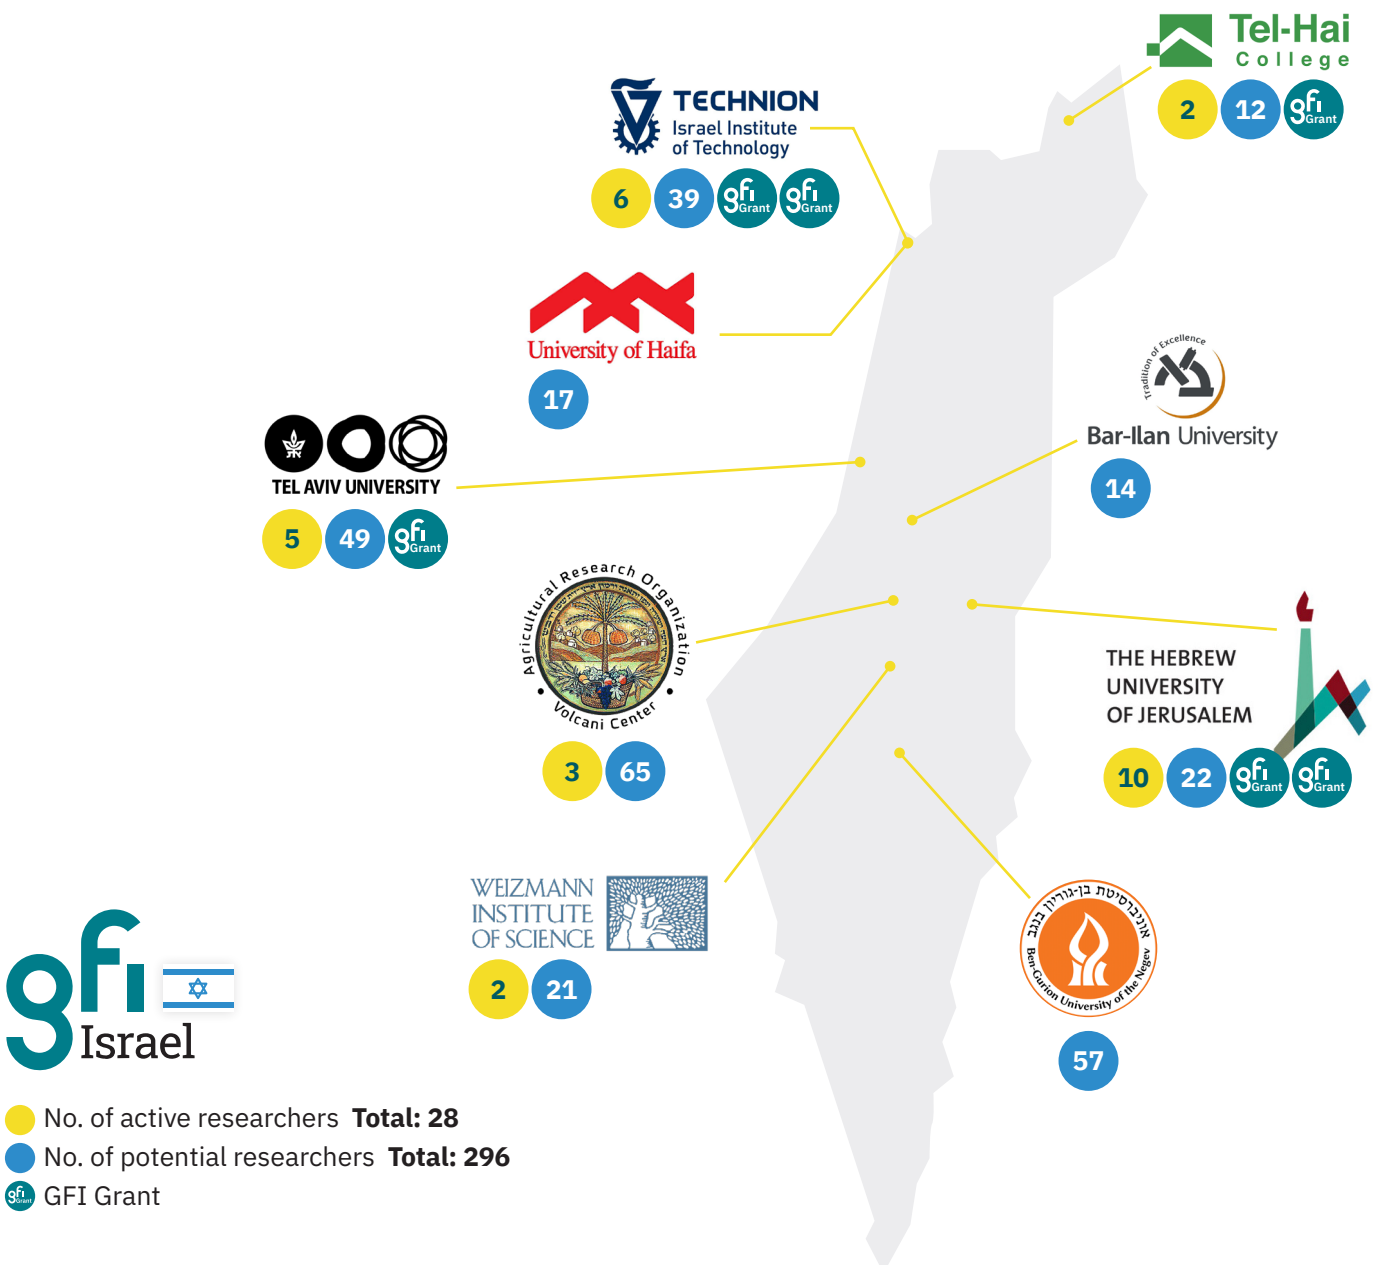 Tel-Hai
College
2
12
gfi
Grant
TECHNION
Israel Institute
of Technology
6
39
gfi
Grant
gfi
Grant
University of Haifa
17
Tradition of Excellence
Bar-Ilan University
14
TEL AVIV UNIVERSITY
5
49
gfi
Grant
Agricultural Research Organization
Volcani Center
3
65
THE HEBREW
UNIVERSITY
OF JERUSALEM
10
22
gfi
Grant
gfi
Grant
WEIZMANN
INSTITUTE
OF SCIENCE
2
21
אוניברסיטת בן-גוריון בנגב
Ben-Gurion University of the Negev
57
gfi
Israel
No. of active researchers Total: 28
No. of potential researchers Total: 296
gfi
Grant
GFI Grant